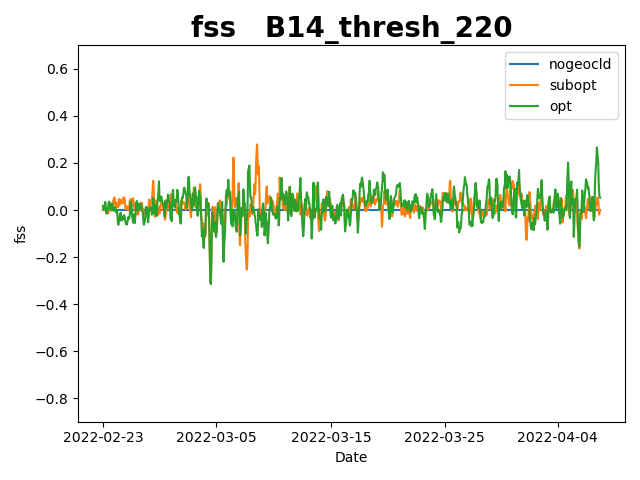 fss   B14_thresh_220
nogeocld
subopt
opt
fss
0.6
0.4
0.2
0.0
−0.2
−0.4
−0.6
−0.8
2022-02-23 2022-03-05 2022-03-15 2022-03-25 2022-04-04
Date